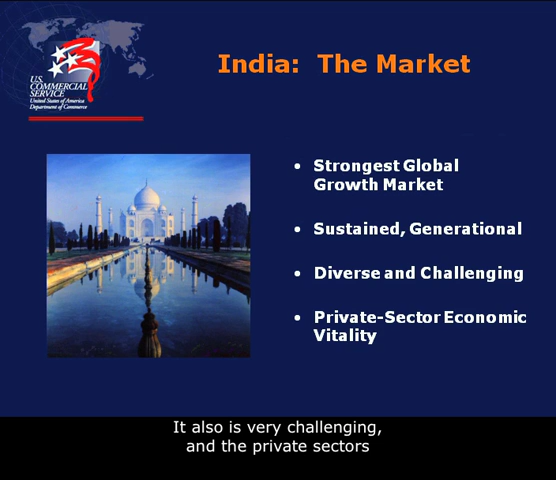 U.S.
COMMERCIAL
SERVICE
United States of America
Department of Commerce
India: The Market
• Strongest Global
Growth Market
• Sustained, Generational
• Diverse and Challenging
• Private-Sector Economic
Vitality
It also is very challenging,
and the private sectors